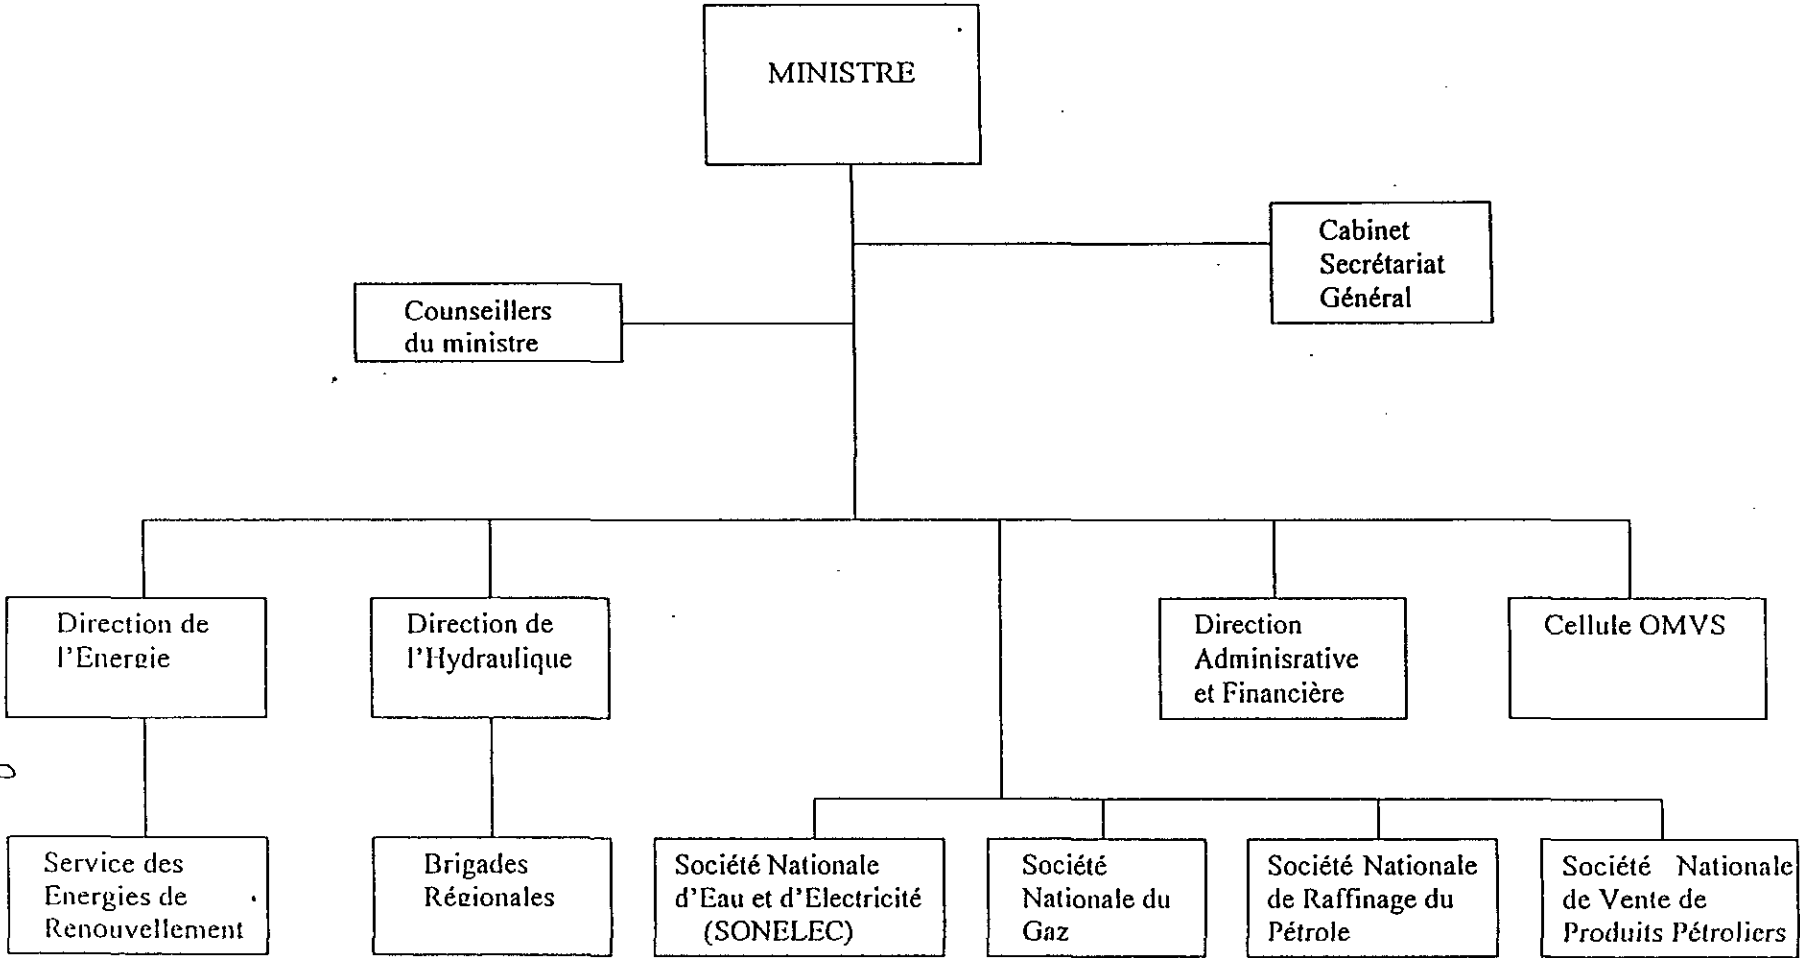 MINISTRE
Cabinet
Secrétariat
Général
Counseillers
du ministre
Direction de
l'Energie
Direction de
l'Hydraulique
Direction
Adminisrative
et Financière
Cellule OMVS
Service des
Energies de
Renouvellement
Brigades
Régionales
Société Nationale
d'Eau et d'Electricité
(SONELEC)
Société
Nationale du
Gaz
Société Nationale
de Raffinage du
Pétrole
Société Nationale
de Vente de
Produits Pétroliers